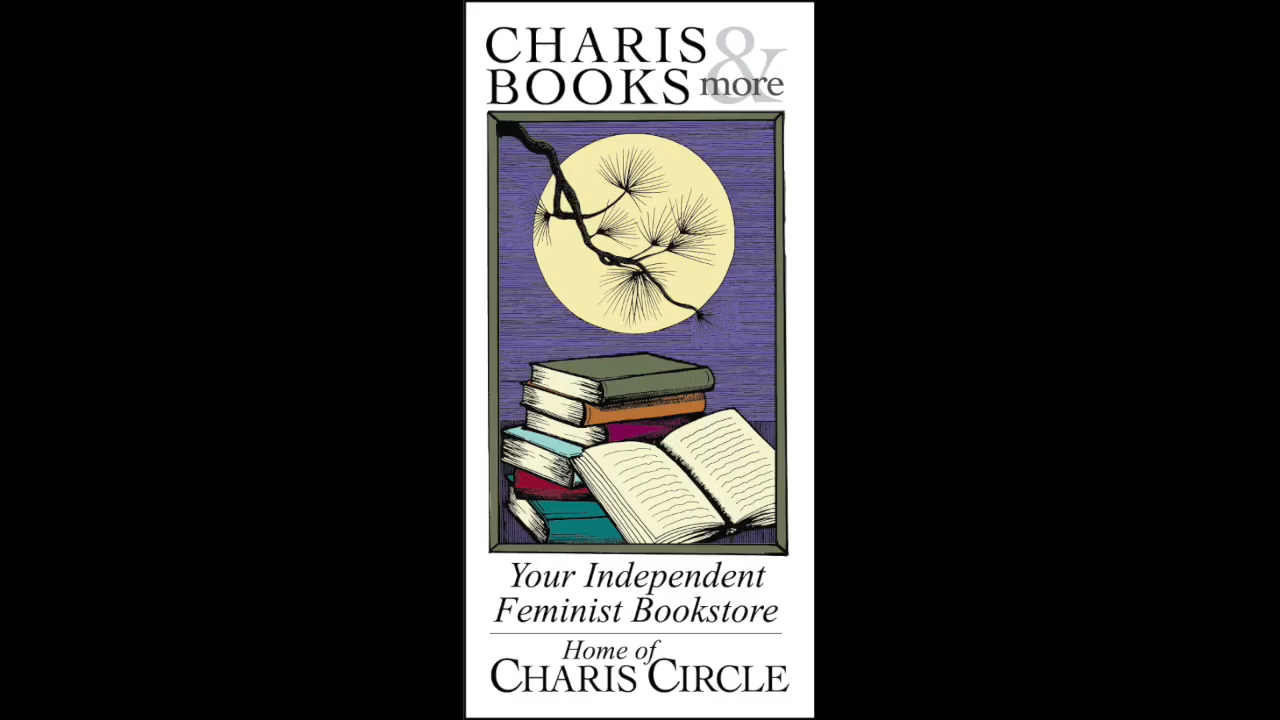 CHARIS &
BOOKS more
Your Independent
Feminist Bookstore
Home of
CHARIS CIRCLE